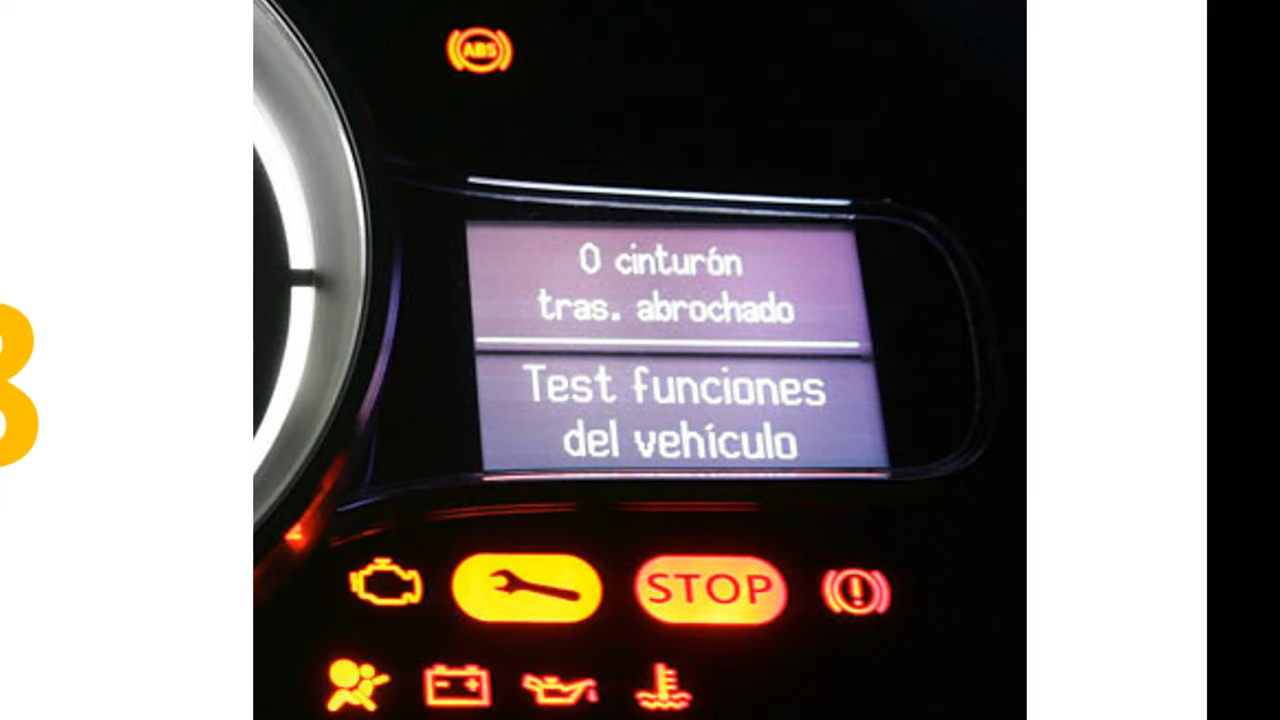 ABS
0 cinturón
tras. abrochado
Test funciones
del vehículo
STOP